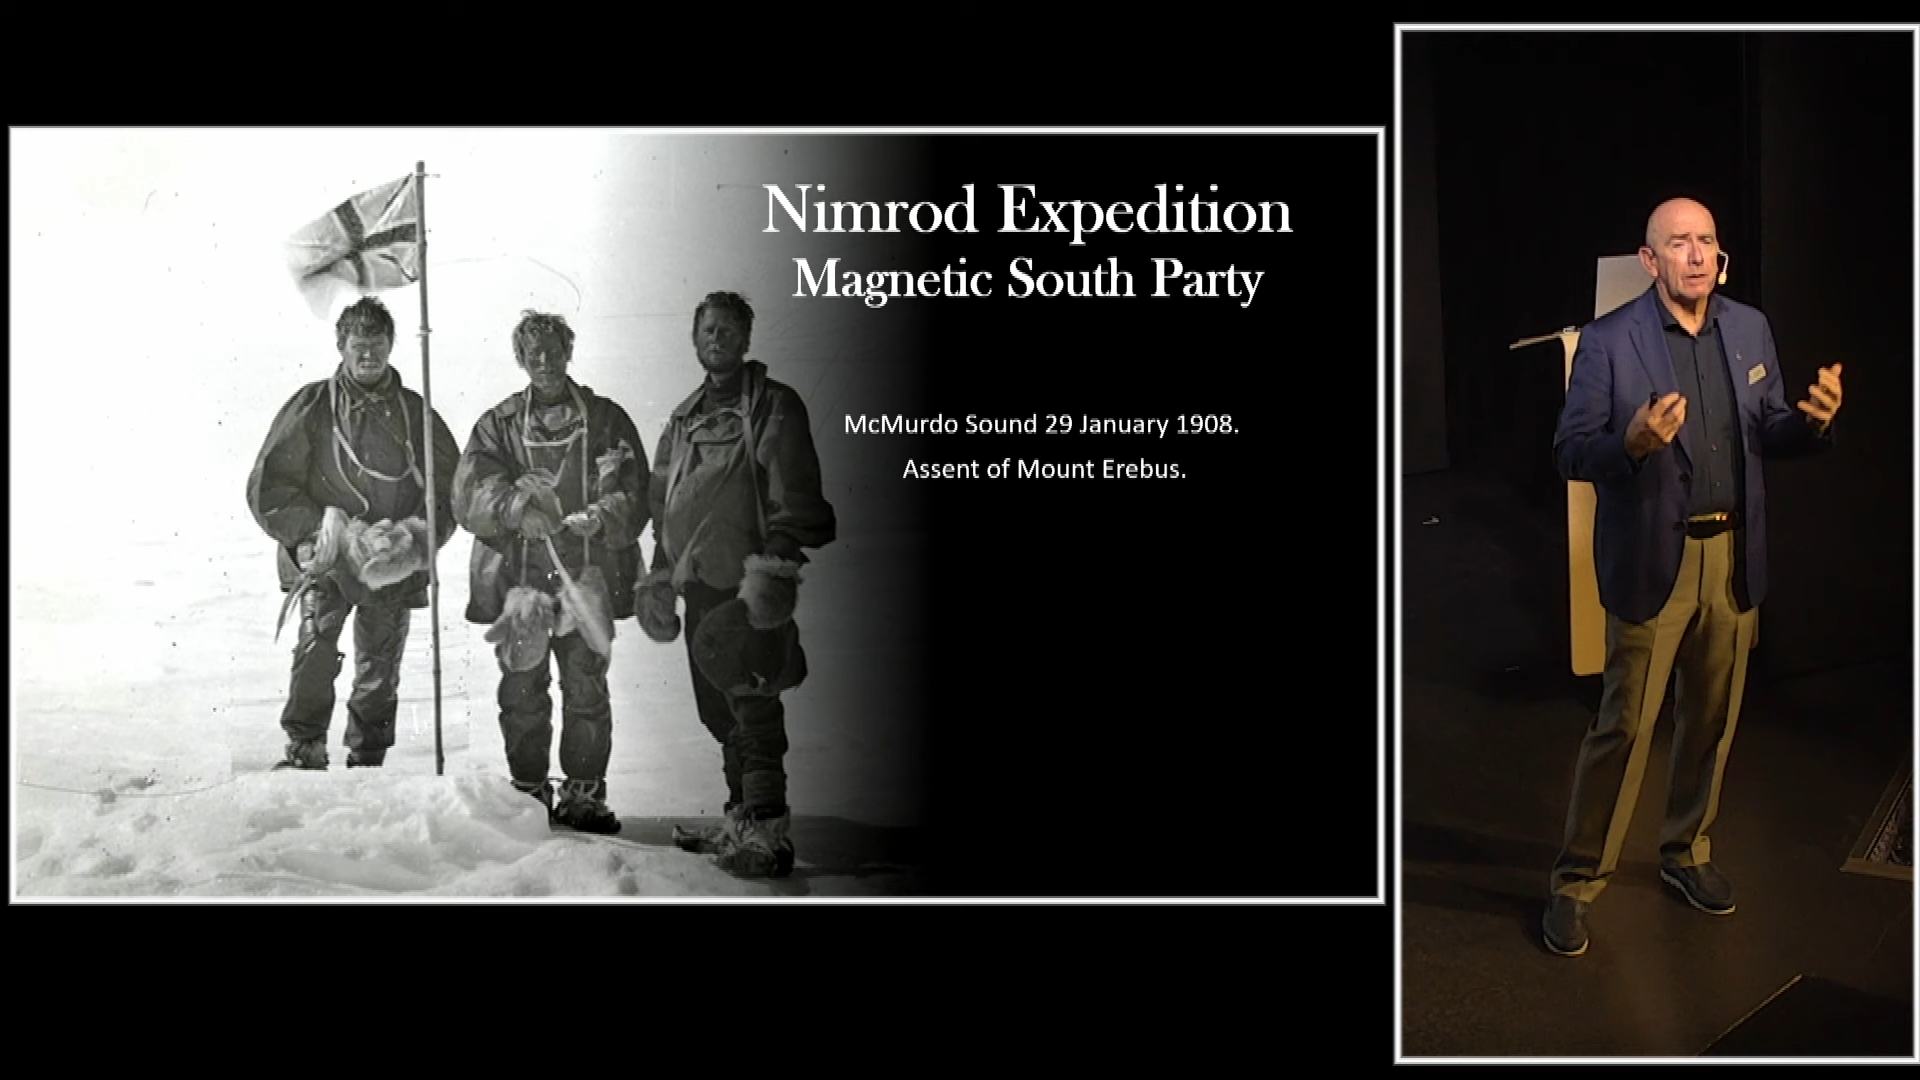 Nimrod Expedition
Magnetic South Party
McMurdo Sound 29 January 1908.
Assent of Mount Erebus.